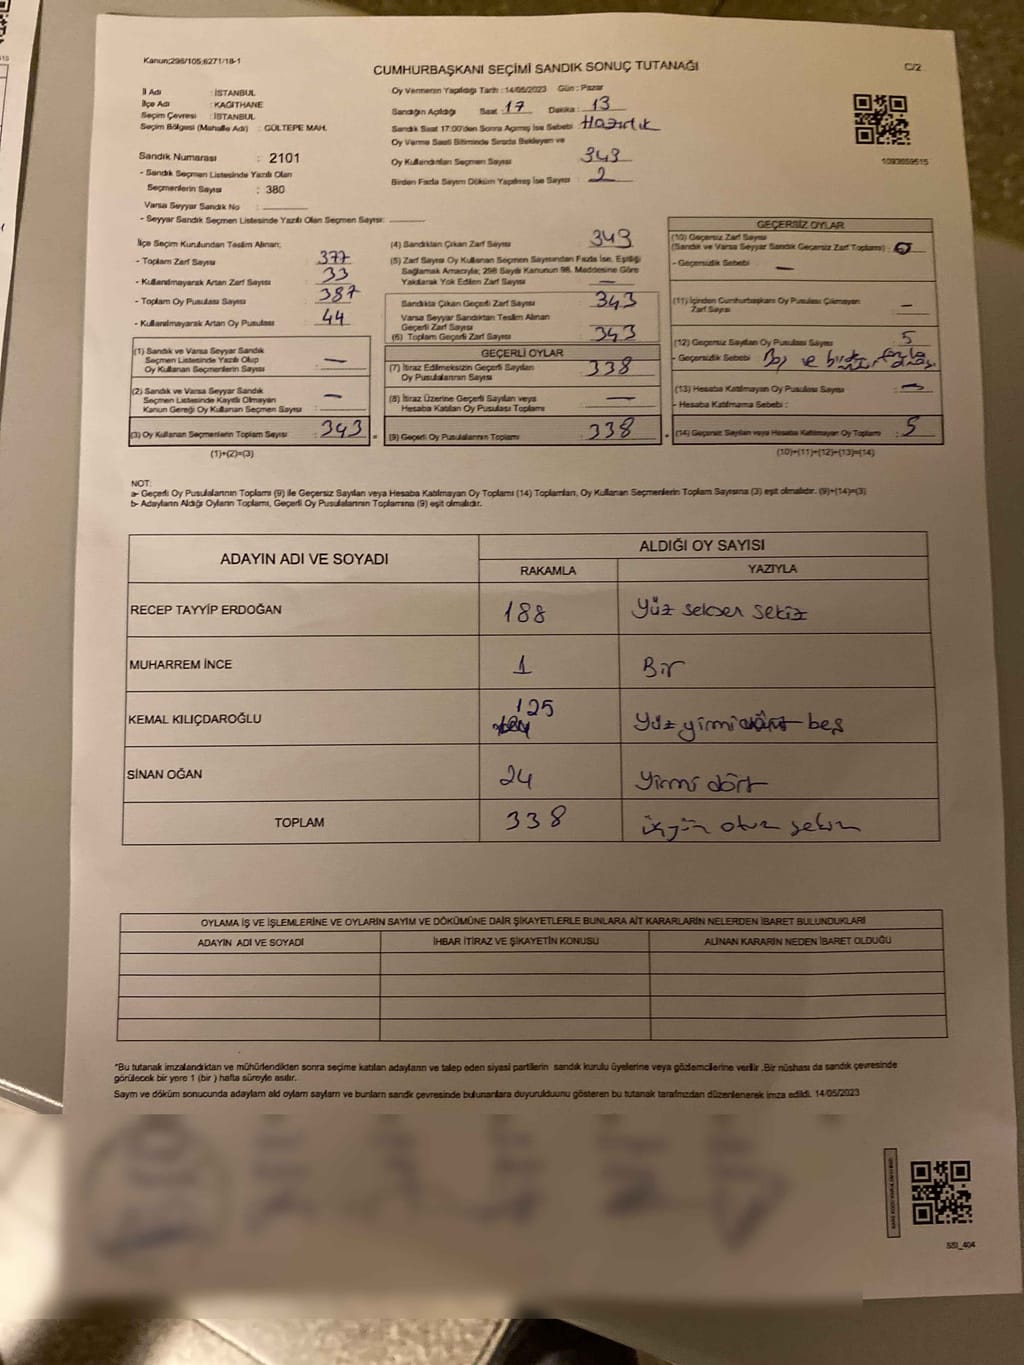 Kanun;298/105;6271/18-1
CUMHURBAŞKANI SEÇİMİ SANDIK SONUÇ TUTANAĞI
C/2
İl Adı : İSTANBUL
İlçe Adı : KAĞITHANE
Seçim Çevresi : İSTANBUL
Seçim Bölgesi (Mahalle Adı) : GÜLTEPE MAH.
Sandık Numarası : 2101
- Sandık Seçmen Listesinde Yazılı Olan
Seçmenlerin Sayısı : 380
Varsa Seyyar Sandık No :
- Seyyar Sandık Seçmen Listesinde Yazılı Olan Seçmen Sayısı:
Oy Vermenin Yapıldığı Tarih : 14/05/2023 Gün : Pazar
Sandığın Açıldığı Saat : 17 Dakika : 13
Sandık Saat 17.00'den Sonra Açılmış İse Sebebi : Hazırlık
Oy Verme Saati Bitiminde Sırada Bekleyen ve
Oy Kullandırılan Seçmen Sayısı : 343
Birden Fazla Sayım Döküm Yapılmış İse Sayısı : 2
1093659515
İlçe Seçim Kurulundan Teslim Alınan;
- Toplam Zarf Sayısı : 377
- Kullanılmayarak Artan Zarf Sayısı : 33
- Toplam Oy Pusulası Sayısı : 387
- Kullanılmayarak Artan Oy Pusulası : 44
(1) Sandık ve Varsa Seyyar Sandık
Seçmen Listesinde Yazılı Olup
Oy Kullanan Seçmenlerin Sayısı : —
(2) Sandık ve Varsa Seyyar Sandık
Seçmen Listesinde Kayıtlı Olmayan
Kanun Gereği Oy Kullanan Seçmen Sayısı : —
(3) Oy Kullanan Seçmenlerin Toplam Sayısı : 343
(1)+(2)=(3)
(4) Sandıktan Çıkan Zarf Sayısı : 343
(5) Zarf Sayısı Oy Kullanan Seçmen Sayısından Fazla İse, Eşitliği
Sağlamak Amacıyla; 298 Sayılı Kanunun 98. Maddesine Göre
Yakılarak Yok Edilen Zarf Sayısı : —
Sandıkta Çıkan Geçerli Zarf Sayısı : 343
Varsa Seyyar Sandıktan Teslim Alınan
Geçerli Zarf Sayısı
(6) Toplam Geçerli Zarf Sayısı : 343
GEÇERLİ OYLAR
(7) İtiraz Edilmeksizin Geçerli Sayılan
Oy Pusulalarının Sayısı : 338
(8) İtiraz Üzerine Geçerli Sayılan veya
Hesaba Katılan Oy Pusulası Toplamı : —
(9) Geçerli Oy Pusulalarının Toplamı : 338
GEÇERSİZ OYLAR
(10) Geçersiz Zarf Sayısı
(Sandık ve Varsa Seyyar Sandık Geçersiz Zarf Toplamı) :
- Geçersizlik Sebebi : —
(11) İçinden Cumhurbaşkanı Oy Pusulası Çıkmayan
Zarf Sayısı : —
(12) Geçersiz Sayılan Oy Pusulası Sayısı : 5
- Geçersizlik Sebebi : Boş ve birden fazla
(13) Hesaba Katılmayan Oy Pusulası Sayısı : —
- Hesaba Katılmama Sebebi :
(14) Geçersiz Sayılan veya Hesaba Katılmayan Oy Toplamı : 5
(10)+(11)+(12)+(13)=(14)
NOT:
a- Geçerli Oy Pusulalarının Toplamı (9) ile Geçersiz Sayılan veya Hesaba Katılmayan Oy Toplamı (14) Toplamları, Oy Kullanan Seçmenlerin Toplam Sayısına (3) eşit olmalıdır. (9)+(14)=(3)
b- Adayların Aldığı Oyların Toplamı, Geçerli Oy Pusulalarının Toplamına (9) eşit olmalıdır.
ADAYIN ADI VE SOYADI
ALDIĞI OY SAYISI
RAKAMLA YAZIYLA
RECEP TAYYİP ERDOĞAN 188 Yüz seksen sekiz
MUHARREM İNCE 1 Bir
KEMAL KILIÇDAROĞLU 125 Yüz yirmi dört beş
SİNAN OĞAN 24 Yirmi dört
TOPLAM 338 üçyüz otuz sekiz
OYLAMA İŞ VE İŞLEMLERİNE VE OYLARIN SAYIM VE DÖKÜMÜNE DAİR ŞİKAYETLERLE BUNLARA AİT KARARLARIN NELERDEN İBARET BULUNDUKLARI
ADAYIN ADI VE SOYADI İHBAR İTİRAZ VE ŞİKAYETİN KONUSU ALINAN KARARIN NEDEN İBARET OLDUĞU
*Bu tutanak imzalandıktan ve mühürlendikten sonra seçime katılan adayların ve talep eden siyasi partilerin sandık kurulu üyelerine veya gözlemcilerine verilir .Bir nüshası da sandık çevresinde
görülecek bir yere 1 (bir ) hafta süreyle asılır.
Sayım ve döküm sonucunda adayların aldı oyların sayıların ve bunların sandık çevresinde bulunanlara duyurulduunu gösteren bu tutanak tarafımızdan düzenlenerek imza edildi. 14/05/2023
SSİ_404